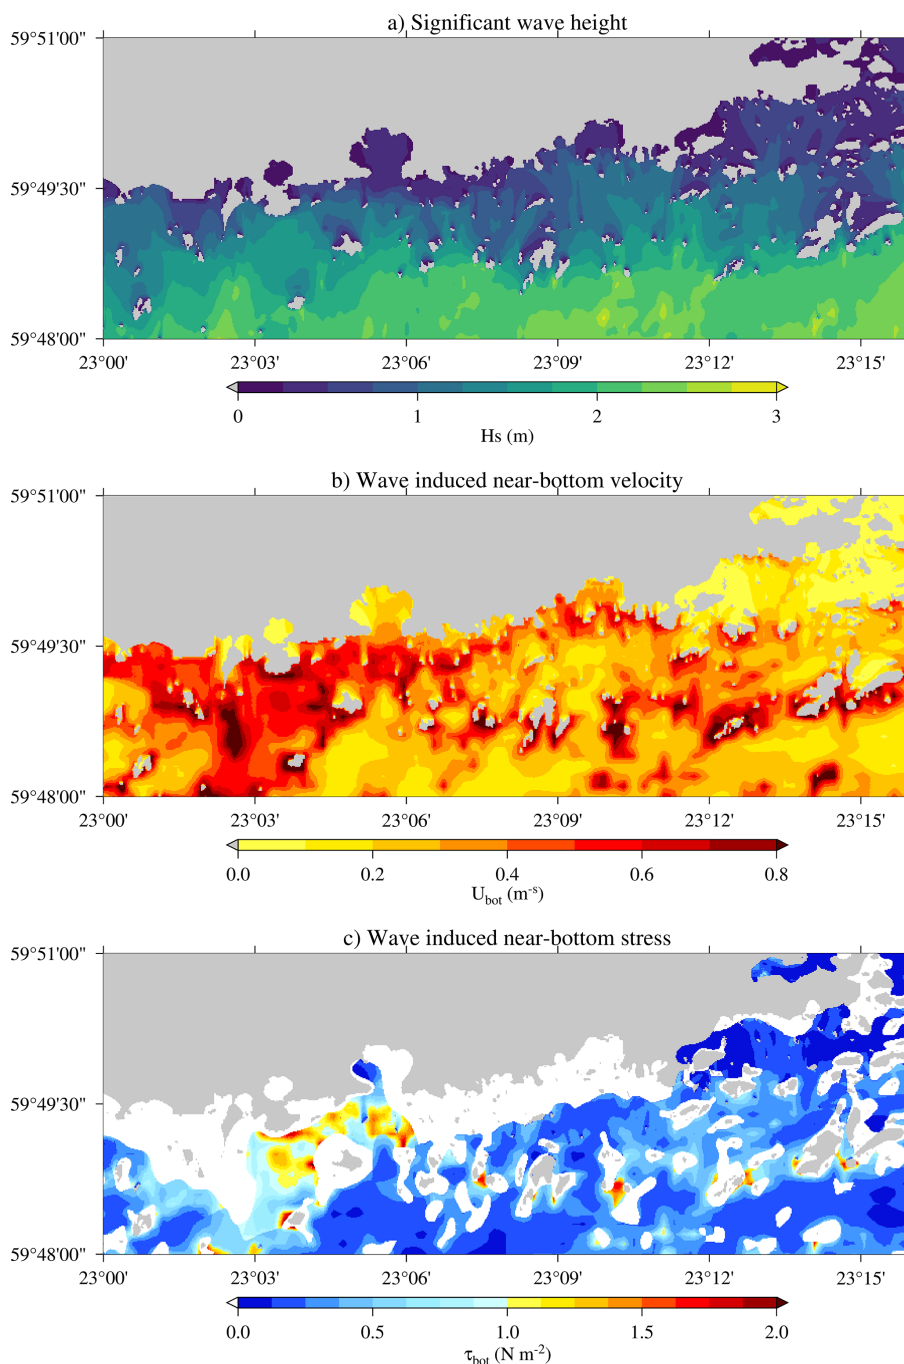 a) Significant wave height
59°51'00"
59°49'30"
59°48'00"
23°00' 23°03' 23°06' 23°09' 23°12' 23°15'
0 1 2 3
Hs (m)
b) Wave induced near-bottom velocity
59°51'00"
59°49'30"
59°48'00"
23°00' 23°03' 23°06' 23°09' 23°12' 23°15'
0.0 0.2 0.4 0.6 0.8
U_bot (m⁻ˢ)
c) Wave induced near-bottom stress
59°51'00"
59°49'30"
59°48'00"
23°00' 23°03' 23°06' 23°09' 23°12' 23°15'
0.0 0.5 1.0 1.5 2.0
τ_bot (N m⁻²)